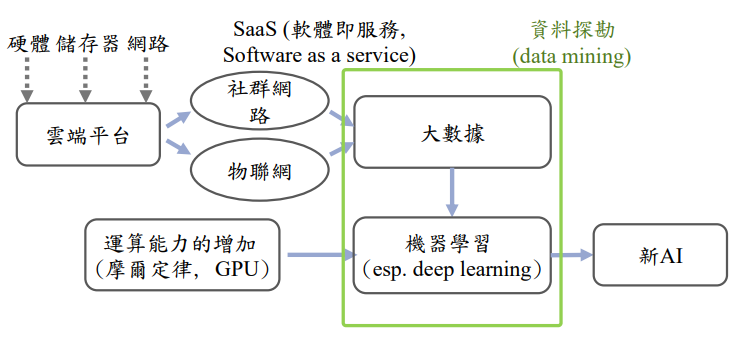 硬體 儲存器 網路
SaaS (軟體即服務,
Software as a service)
資料探勘
(data mining)
雲端平台
社群網
路
物聯網
大數據
運算能力的增加
(摩爾定律, GPU)
機器學習
(esp. deep learning)
新AI